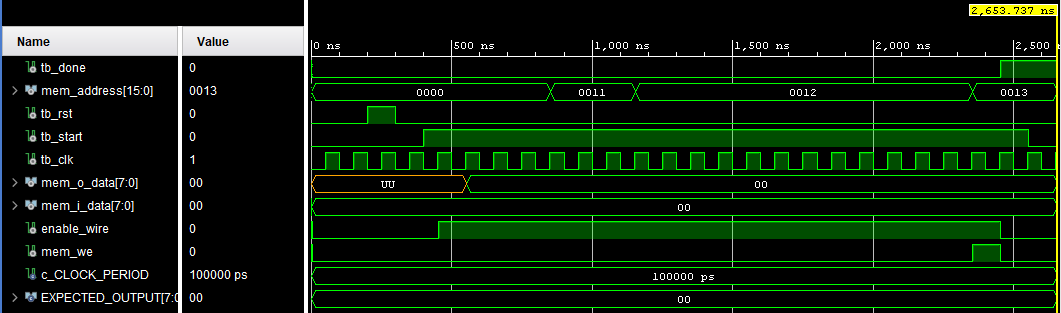 2,653.737 ns
Name Value
0 ns 500 ns 1,000 ns 1,500 ns 2,000 ns 2,500
tb_done 0
mem_address[15:0] 0013 0000 0011 0012 0013
tb_rst 0
tb_start 0
tb_clk 1
mem_o_data[7:0] 00 UU 00
mem_i_data[7:0] 00 00
enable_wire 0
mem_we 0
c_CLOCK_PERIOD 100000 ps 100000 ps
EXPECTED_OUTPUT[7:0 00 00